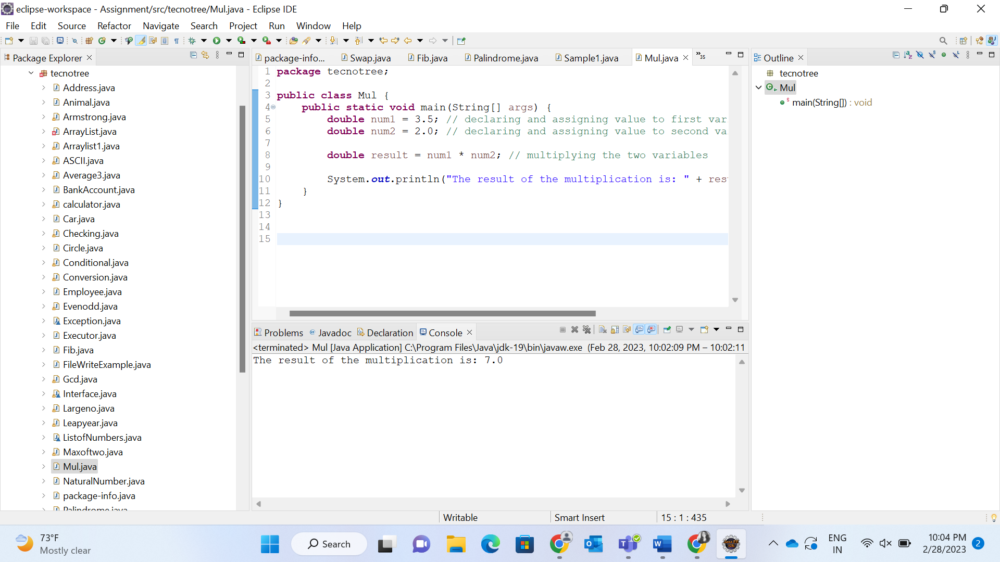 eclipse-workspace - Assignment/src/tecnotree/Mul.java - Eclipse IDE
File Edit Source Refactor Navigate Search Project Run Window Help
Package Explorer
tecnotree
Address.java
Animal.java
Armstrong.java
ArrayList.java
Arraylist1.java
ASCII.java
Average3.java
BankAccount.java
calculator.java
Car.java
Checking.java
Circle.java
Conditional.java
Conversion.java
Employee.java
Evenodd.java
Exception.java
Executor.java
Fib.java
FileWriteExample.java
Gcd.java
Interface.java
Largeno.java
Leapyear.java
ListofNumbers.java
Maxoftwo.java
Mul.java
NaturalNumber.java
package-info.java
Palindrome.java
package-info... Swap.java Fib.java Palindrome.java Sample1.java Mul.java »35
1 package tecnotree;
2
3 public class Mul {
4 public static void main(String[] args) {
5 double num1 = 3.5; // declaring and assigning value to first var
6 double num2 = 2.0; // declaring and assigning value to second va
7
8 double result = num1 * num2; // multiplying the two variables
9
10 System.out.println("The result of the multiplication is: " + res
11 }
12 }
13
14
15
Problems Javadoc Declaration Console
<terminated> Mul [Java Application] C:\Program Files\Java\jdk-19\bin\javaw.exe (Feb 28, 2023, 10:02:09 PM – 10:02:11
The result of the multiplication is: 7.0
Outline
tecnotree
Mul
main(String[]) : void
Writable Smart Insert 15 : 1 : 435
73°F
Mostly clear
Search
ENG
IN
10:04 PM
2/28/2023
2